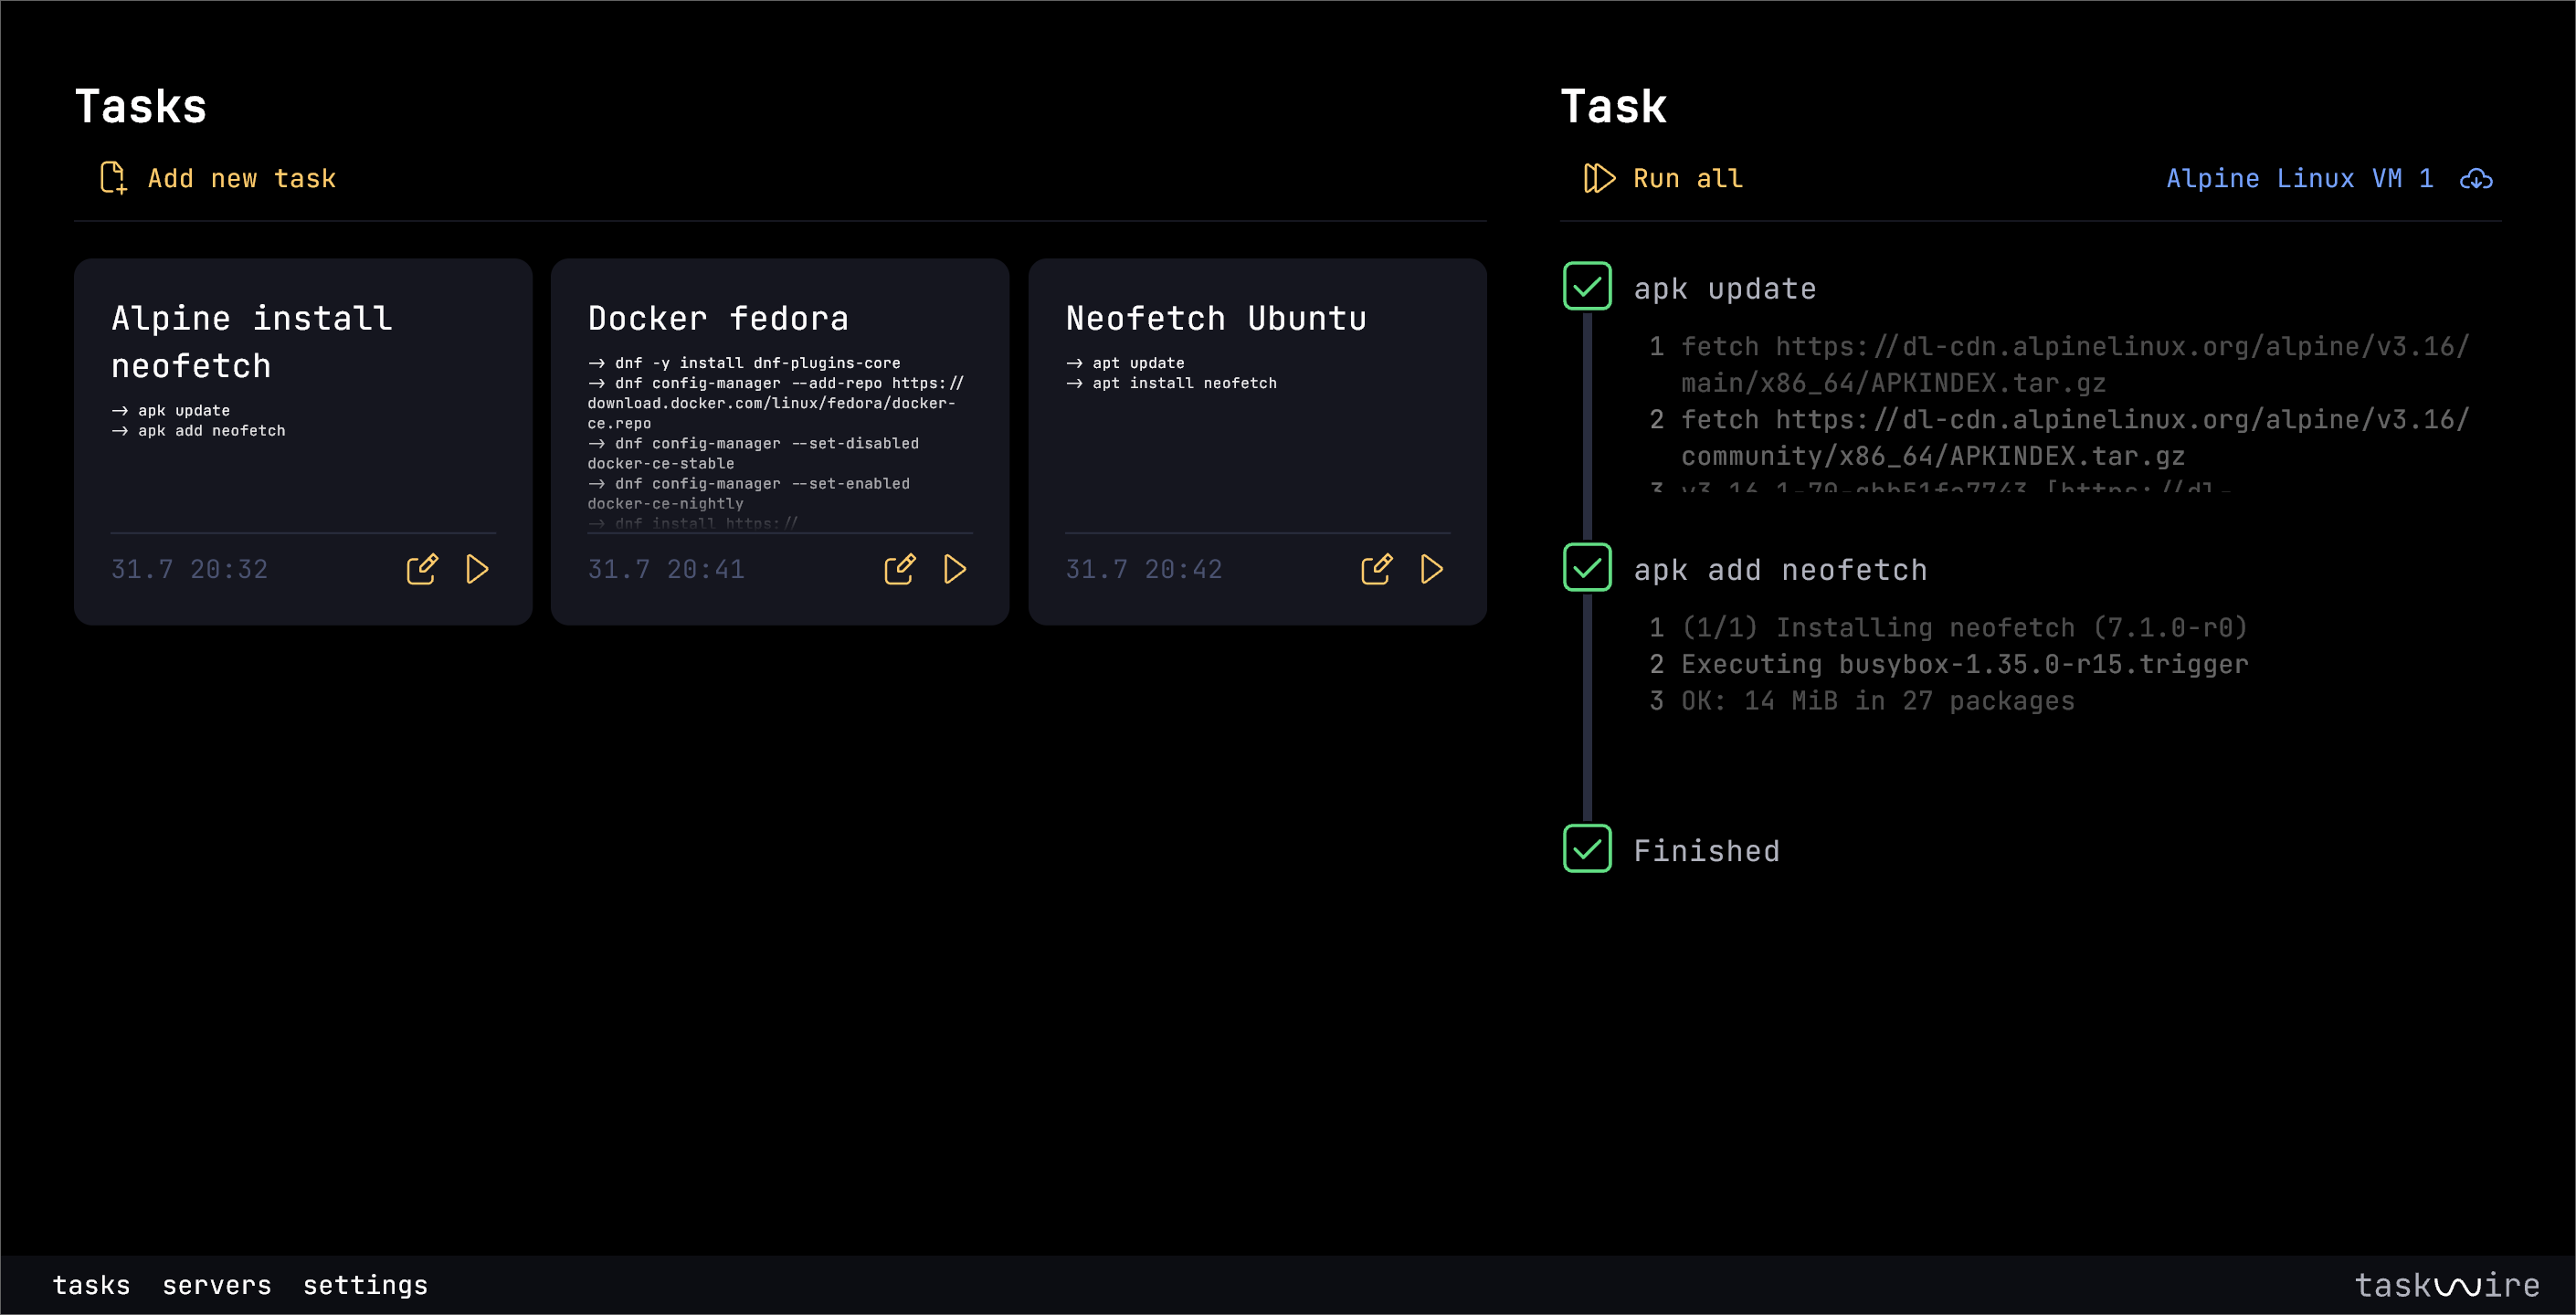 Tasks
Add new task
Alpine install
neofetch
→ apk update
→ apk add neofetch
31.7 20:32
Docker fedora
→ dnf -y install dnf-plugins-core
→ dnf config-manager --add-repo https://
download.docker.com/linux/fedora/docker-
ce.repo
→ dnf config-manager --set-disabled
docker-ce-stable
→ dnf config-manager --set-enabled
docker-ce-nightly
→ dnf install https://
31.7 20:41
Neofetch Ubuntu
→ apt update
→ apt install neofetch
31.7 20:42
Task
Run all
Alpine Linux VM 1
apk update
1 fetch https://dl-cdn.alpinelinux.org/alpine/v3.16/
main/x86_64/APKINDEX.tar.gz
2 fetch https://dl-cdn.alpinelinux.org/alpine/v3.16/
community/x86_64/APKINDEX.tar.gz
3 [https://dl-
apk add neofetch
1 (1/1) Installing neofetch (7.1.0-r0)
2 Executing busybox-1.35.0-r15.trigger
3 OK: 14 MiB in 27 packages
Finished
tasks servers settings
taskwire